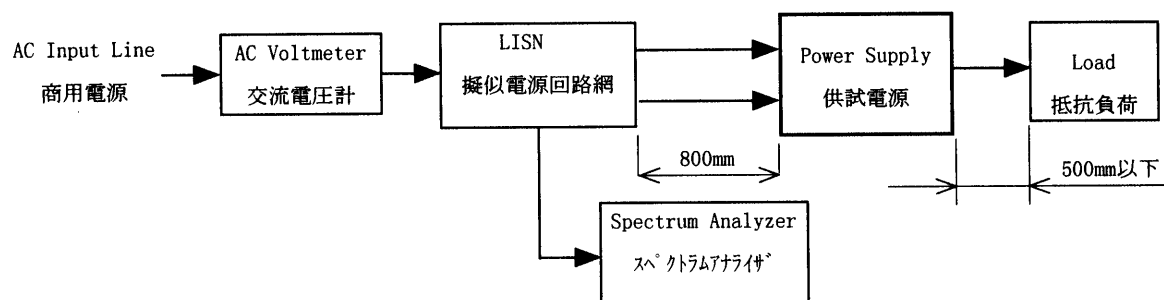 AC Input Line
商用電源
AC Voltmeter
交流電圧計
LISN
擬似電源回路網
Power Supply
供試電源
Load
抵抗負荷
800mm
500mm以下
Spectrum Analyzer
ｽﾍﾟｸﾄﾗﾑｱﾅﾗｲｻﾞ